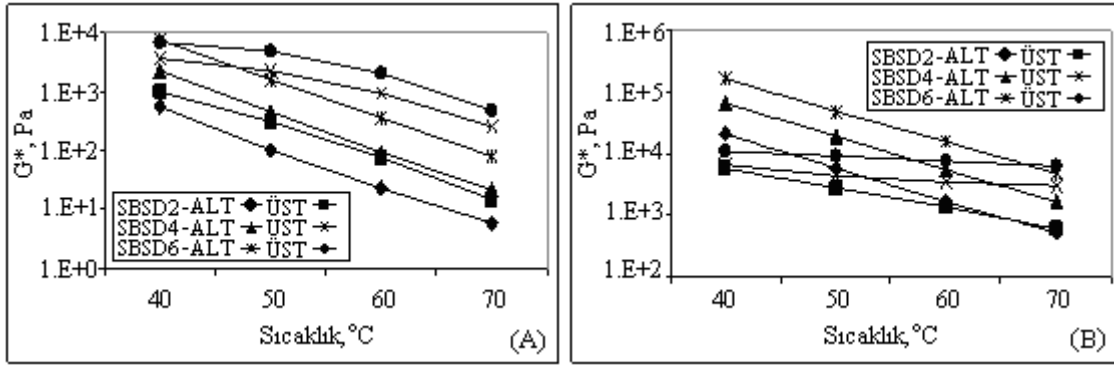 1.E+4
1.E+3
1.E+2
1.E+1
1.E+0
G*, Pa
SBSD2-ALT ÜST
SBSD4-ALT ÜST
SBSD6-ALT ÜST
40 50 60 70
Sıcaklık,°C
(A)
1.E+6
1.E+5
1.E+4
1.E+3
1.E+2
G*, Pa
SBSD2-ALT ÜST
SBSD4-ALT ÜST
SBSD6-ALT ÜST
40 50 60 70
Sıcaklık,°C
(B)